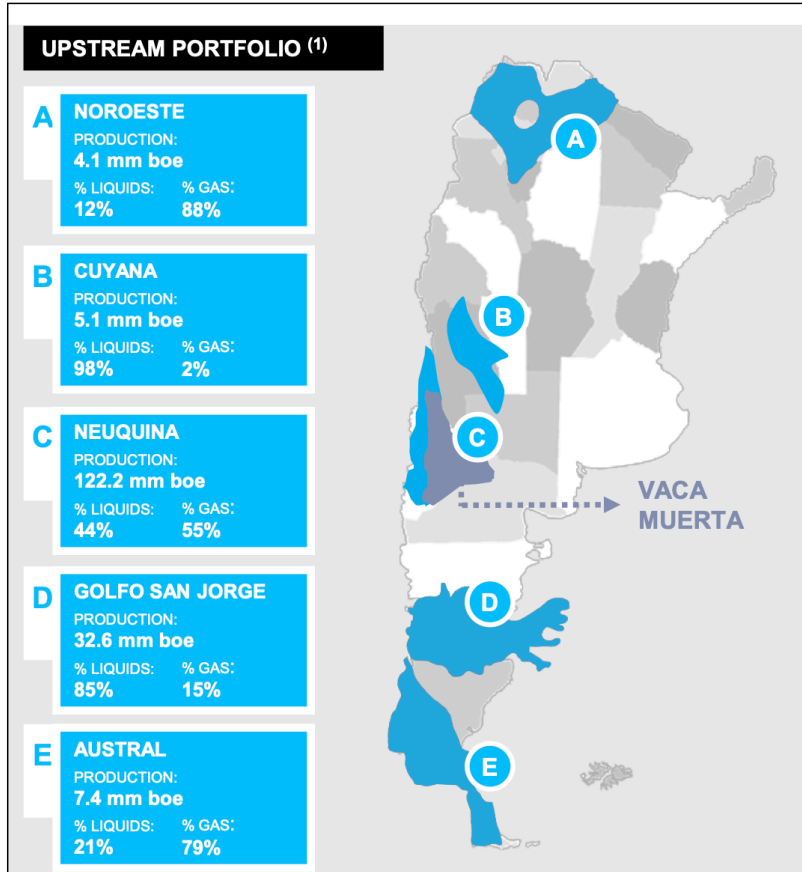 UPSTREAM PORTFOLIO (1)
A
NOROESTE
PRODUCTION:
4.1 mm boe
% LIQUIDS: % GAS:
12% 88%
B
CUYANA
PRODUCTION:
5.1 mm boe
% LIQUIDS: % GAS:
98% 2%
C
NEUQUINA
PRODUCTION:
122.2 mm boe
% LIQUIDS: % GAS:
44% 55%
D
GOLFO SAN JORGE
PRODUCTION:
32.6 mm boe
% LIQUIDS: % GAS:
85% 15%
E
AUSTRAL
PRODUCTION:
7.4 mm boe
% LIQUIDS: % GAS:
21% 79%
A
B
C
VACA
MUERTA
D
E